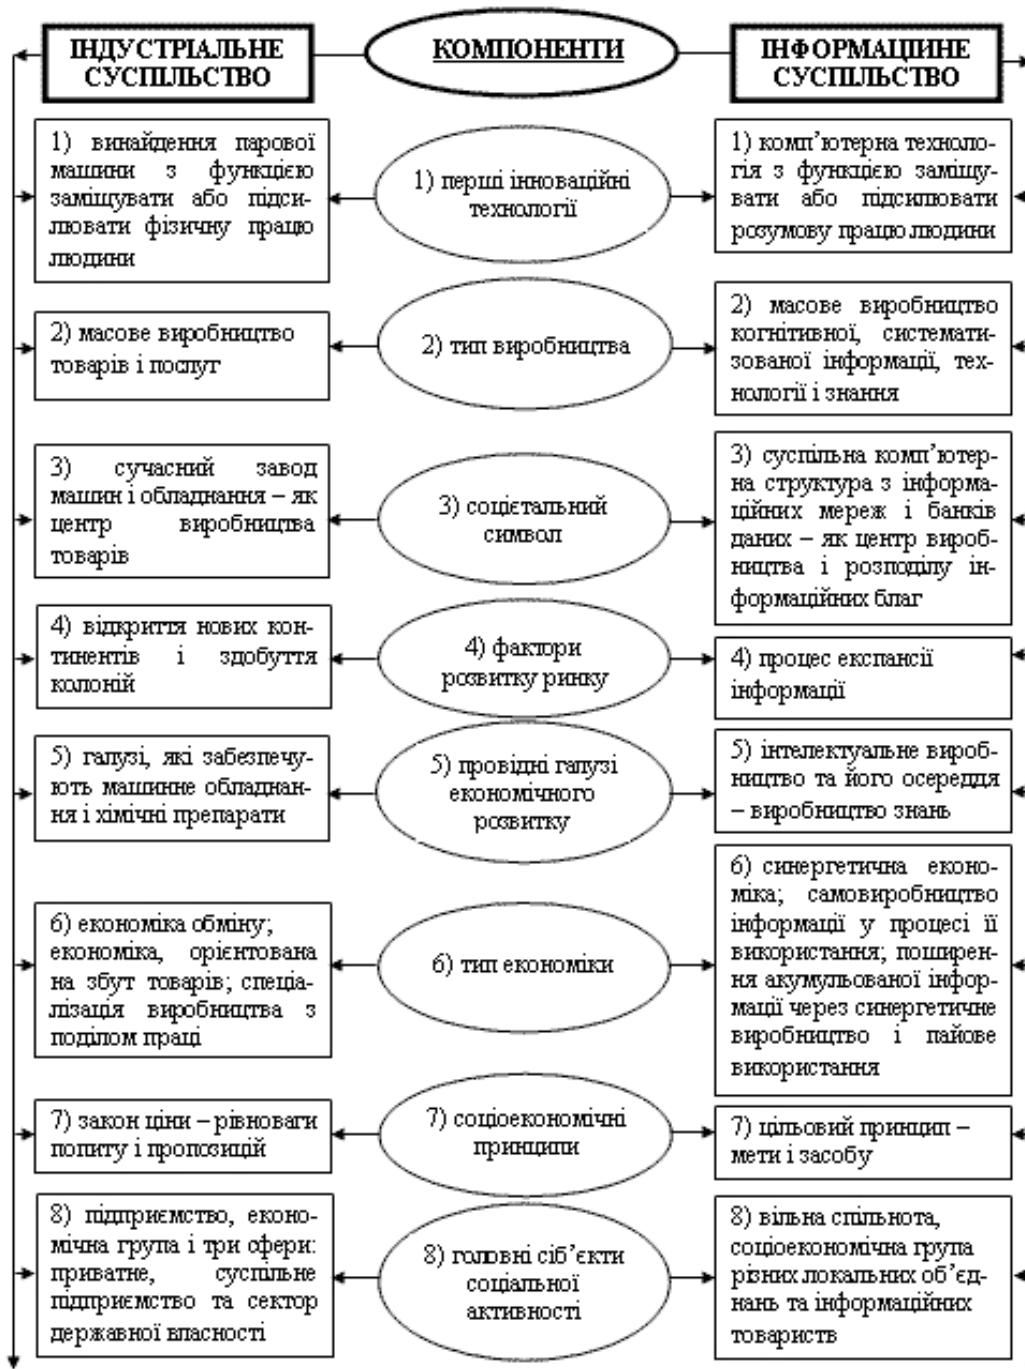 ІНДУСТРІАЛЬНЕ
СУСПІЛЬСТВО
КОМПОНЕНТИ
ІНФОРМАЦІЙНЕ
СУСПІЛЬСТВО
1) винайдення парової
машини з функцією
заміщувати або підси-
лювати фізичну працю
людини
1) перші інноваційні
технології
1) комп’ютерна техноло-
гія з функцією заміщу-
вати або підсилювати
розумову працю людини
2) масове виробництво
товарів і послуг
2) тип виробництва
2) масове виробництво
когнітивної, системати-
зованої інформації, тех-
нології і знання
3) сучасний завод
машин і обладнання – як
центр виробництва
товарів
3) соцієтальний
символ
3) суспільна комп’ютер-
на структура з інформа-
ційних мереж і банків
даних – як центр вироб-
ництва і розподілу ін-
формаційних благ
4) відкриття нових кон-
тинентів і здобуття
колоній
4) фактори
розвитку ринку
4) процес експансії
інформації
5) галузі, які забезпечу-
ють машинне обладнан-
ня і хімічні препарати
5) провідні галузі
економічного
розвитку
5) інтелектуальне вироб-
ництво та його осереддя
– виробництво знань
6) економіка обміну;
економіка, орієнтована
на збут товарів; спеціа-
лізація виробництва з
поділом праці
6) тип економіки
6) синергетична еконо-
міка; самовиробництво
інформації у процесі її
використання; поширен-
ня акумульованої інфор-
мації через синергетичне
виробництво і пайове
використання
7) закон ціни – рівноваги
попиту і пропозицій
7) соціоекономічні
принципи
7) цільовий принцип –
мети і засобу
8) підприємство, еконо-
мічна група і три сфери:
приватне, суспільне
підприємство та сектор
державної власності
8) головні сіб’єкти
соціальної
активності
8) вільна спільнота,
соціоекономічна група
різних локальних об’єд-
нань та інформаційних
товариств